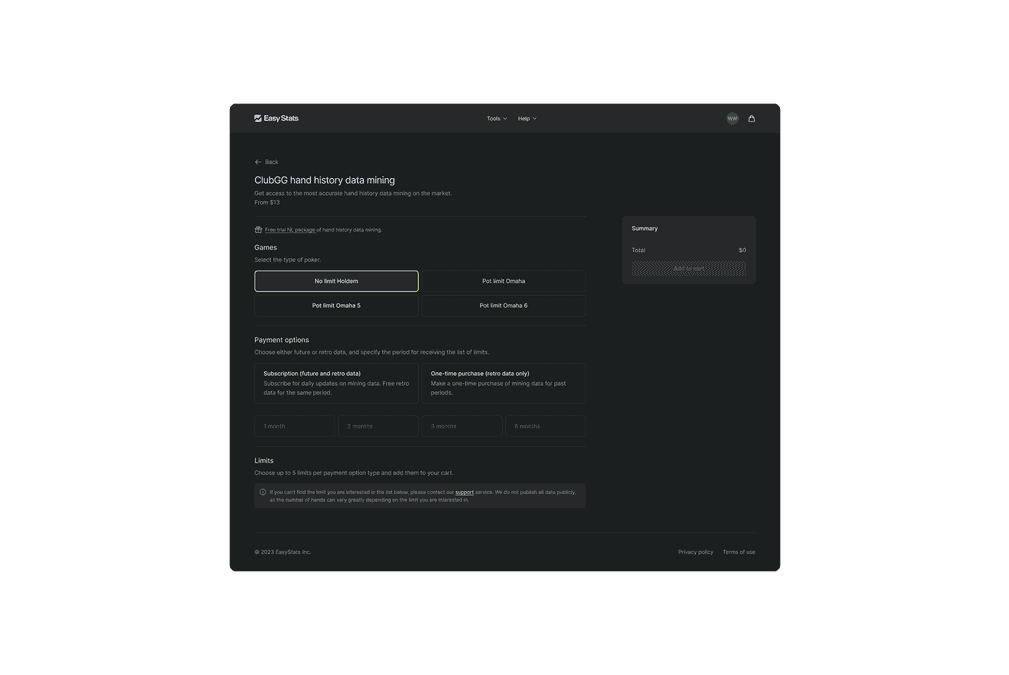 EasyStats
Tools
Help
WW
Back
ClubGG hand history data mining
Get access to the most accurate hand history data mining on the market.
From $13
Free trial NL package of hand history data mining.
Games
Select the type of poker.
No limit Holdem
Pot limit Omaha
Pot limit Omaha 5
Pot limit Omaha 6
Payment options
Choose either future or retro data, and specify the period for receiving the list of limits.
Subscription (future and retro data)
Subscribe for daily updates on mining data. Free retro
data for the same period.
One-time purchase (retro data only)
Make a one-time purchase of mining data for past
periods.
1 month
2 months
3 months
6 months
Limits
Choose up to 5 limits per payment option type and add them to your cart.
If you can't find the limit you are interested in the list below, please contact our support service. We do not publish all data publicly,
as the number of hands can vary greatly depending on the limit you are interested in.
Summary
Total
$0
Add to cart
© 2023 EasyStats Inc.
Privacy policy
Terms of use